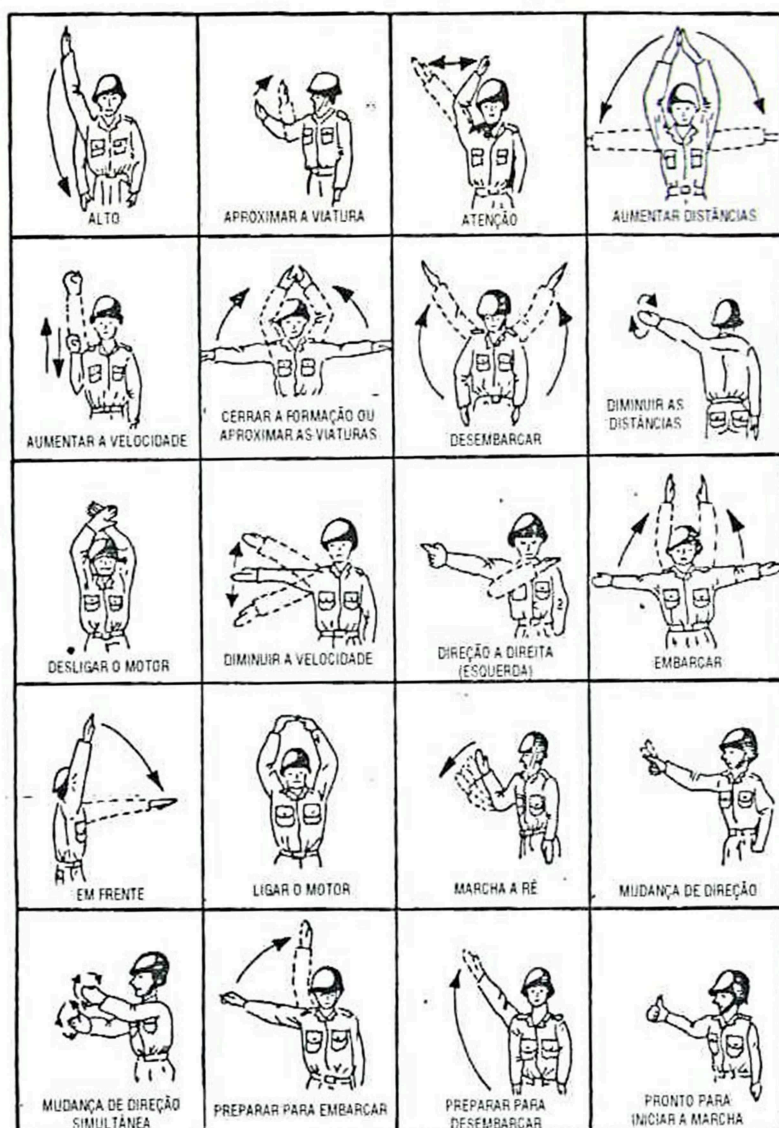 ALTO
APROXIMAR A VIATURA
ATENÇÃO
AUMENTAR DISTÂNCIAS
AUMENTAR A VELOCIDADE
CERRAR A FORMAÇÃO OU
APROXIMAR AS VIATURAS
DESEMBARCAR
DIMINUIR AS
DISTÂNCIAS
DESLIGAR O MOTOR
DIMINUIR A VELOCIDADE
DIREÇÃO A DIREITA
(ESQUERDA)
EMBARCAR
EM FRENTE
LIGAR O MOTOR
MARCHA A RÉ
MUDANÇA DE DIREÇÃO
MUDANÇA DE DIREÇÃO
SIMULTÂNEA
PREPARAR PARA EMBARCAR
PREPARAR PARA
DESEMBARCAR
PRONTO PARA
INICIAR A MARCHA